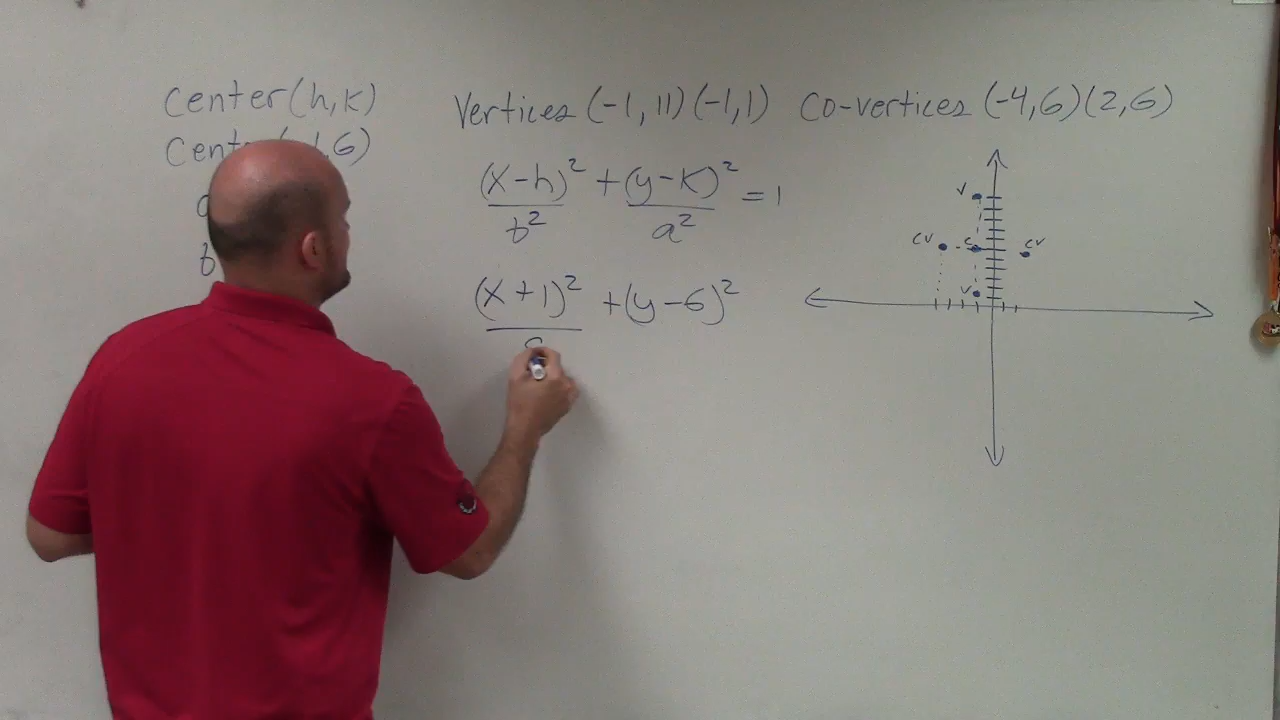 Center (h,k)
Vertices (-1, 11) (-1, 1) Co-vertices (-4, 6) (2, 6)
(x-h)²/b² + (y-k)²/a² = 1
b
(x+1)² + (y-6)²
V
CV C CV
V